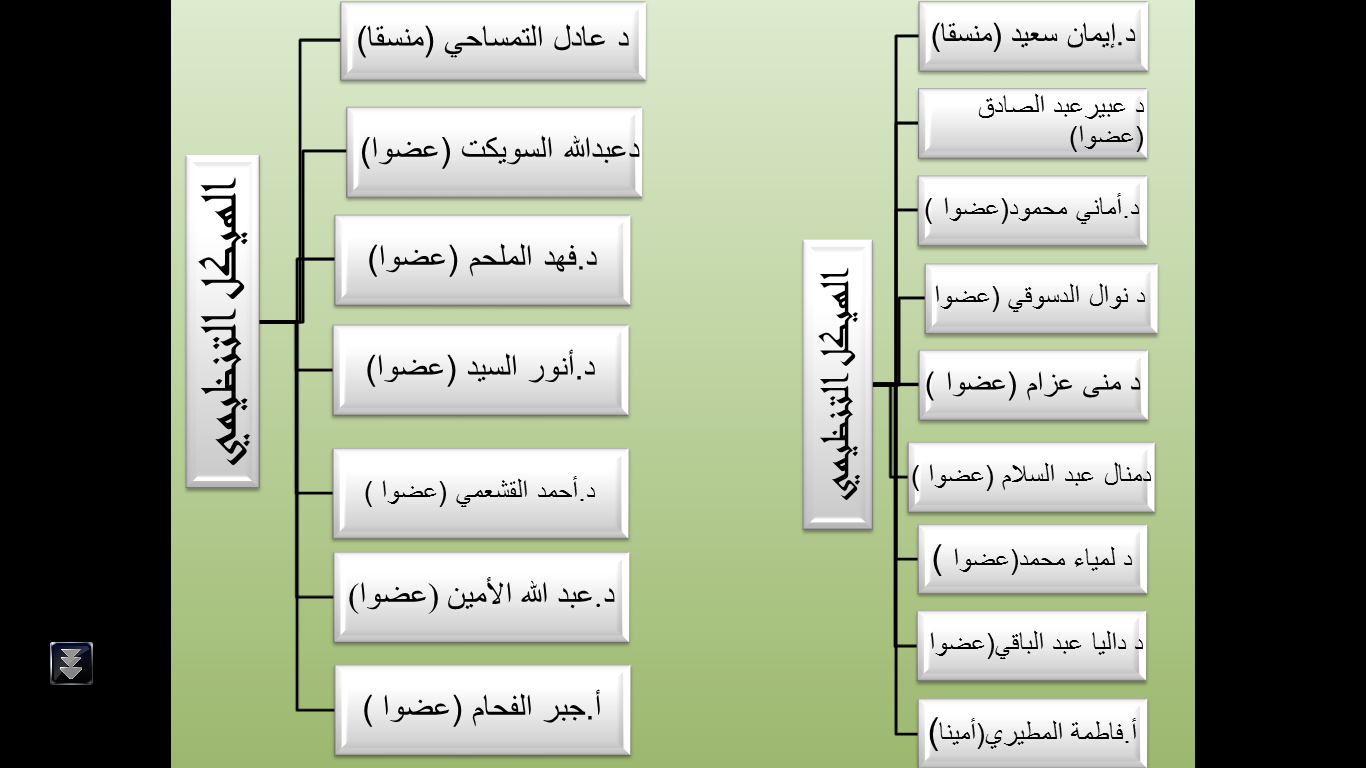 الهيكل التنظيمي
د.إيمان سعيد (منسقا)
د عبيرعبد الصادق
(عضوا)
د.أماني محمود(عضوا )
د نوال الدسوقي (عضوا
د منى عزام (عضوا )
دمنال عبد السلام (عضوا )
د لمياء محمد(عضوا )
د داليا عبد الباقي(عضوا
أ.فاطمة المطيري(أمينا)
الهيكل التنظيمي
د عادل التمساحي (منسقا)
دعبدالله السويكت (عضوا)
د.فهد الملحم (عضوا)
د.أنور السيد (عضوا)
د.أحمد القشعمي (عضوا )
د.عبد الله الأمين (عضوا)
أ.جبر الفحام (عضوا )